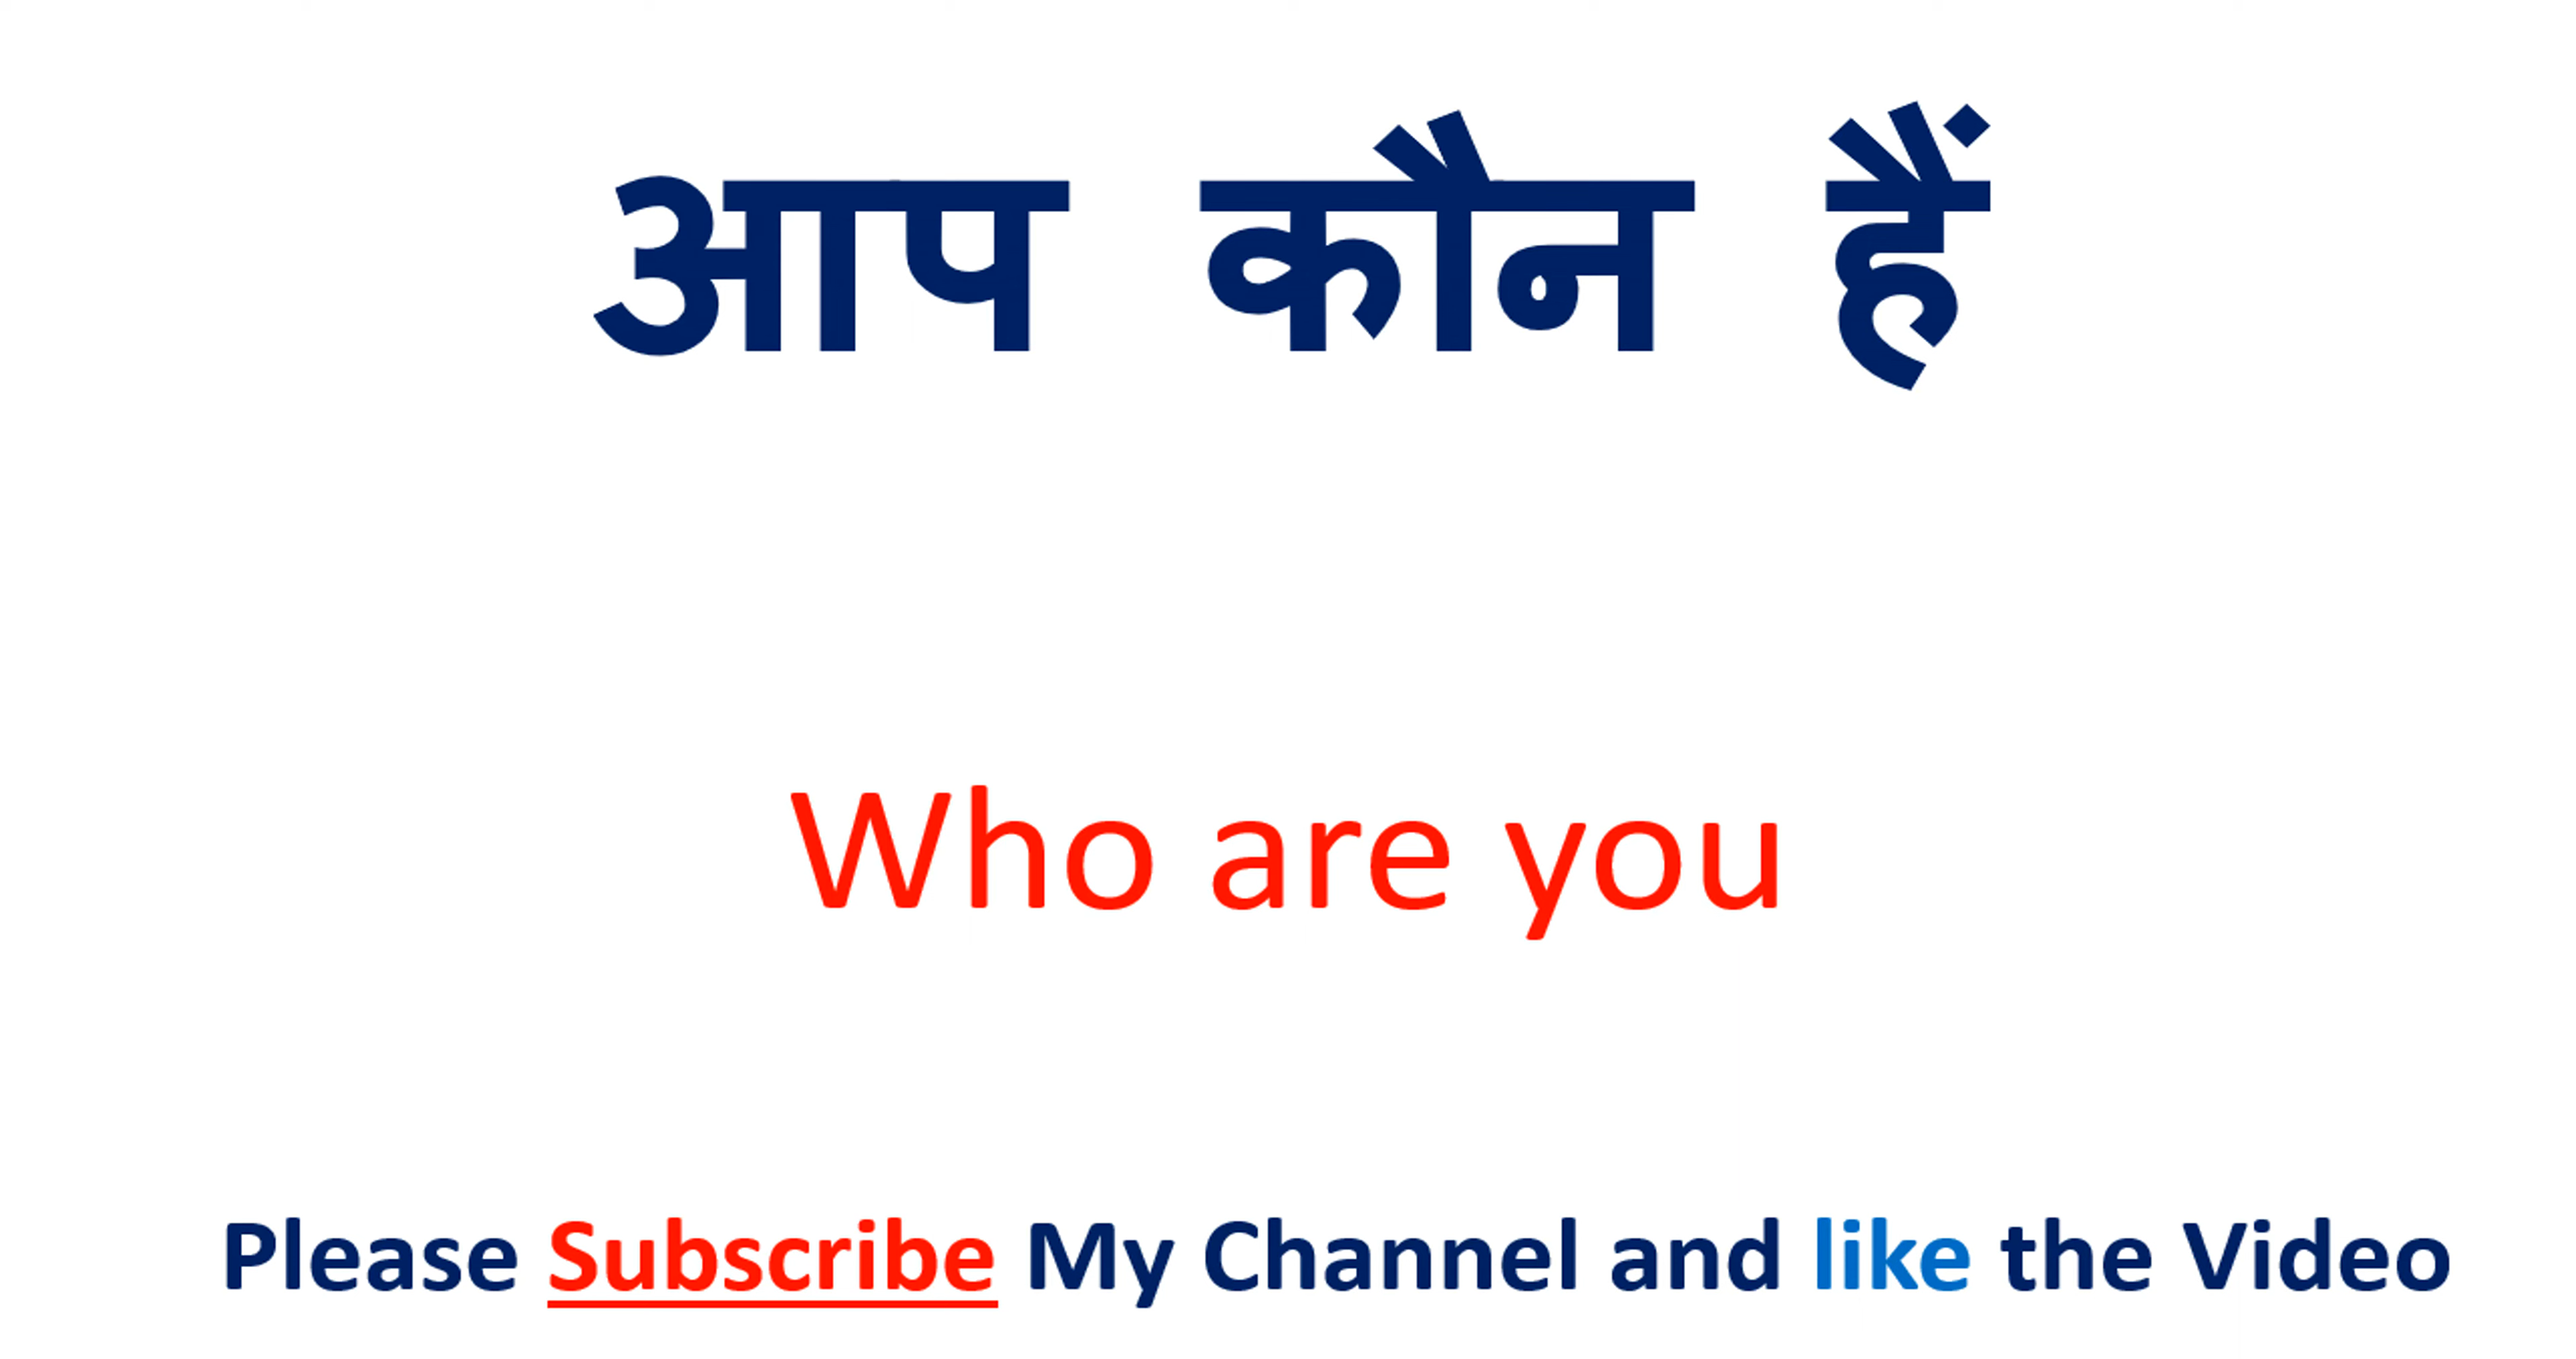 आप कौन हैं
Who are you
Please Subscribe My Channel and like the Video